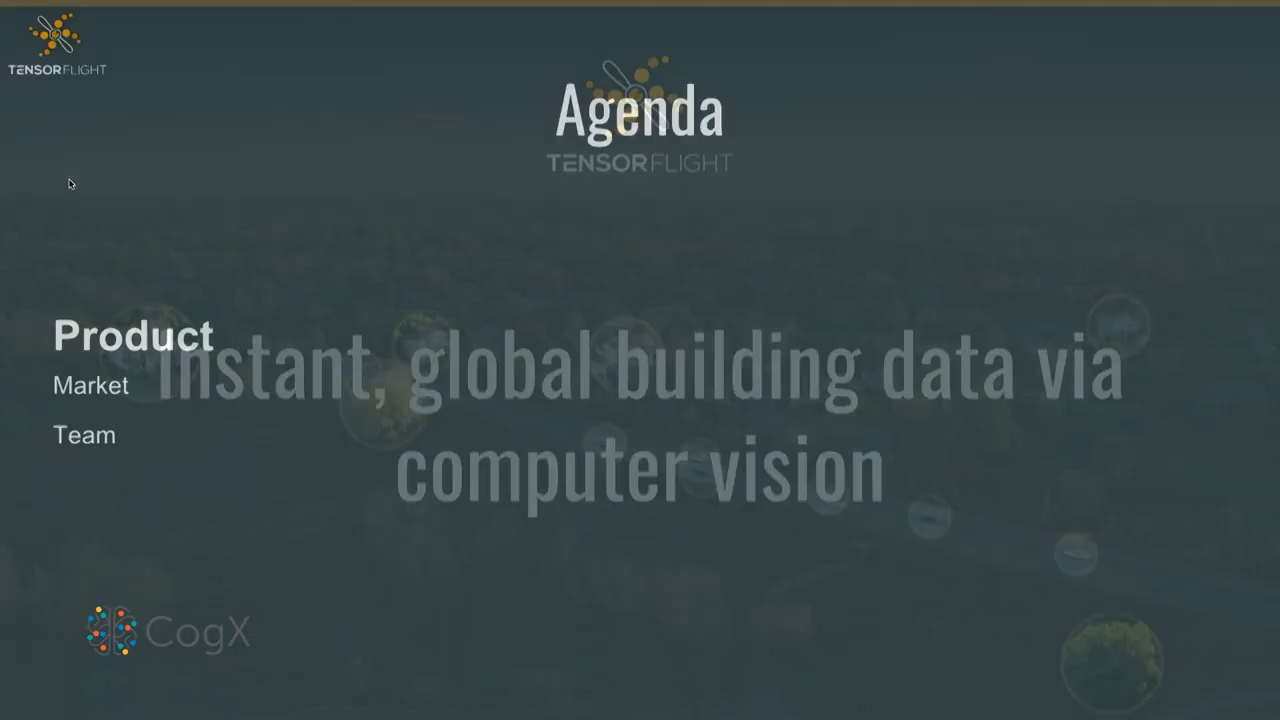 TENSORFLIGHT
Agenda
TENSORFLIGHT
Product
Instant, global building data via
Market
Team
computer vision
CogX